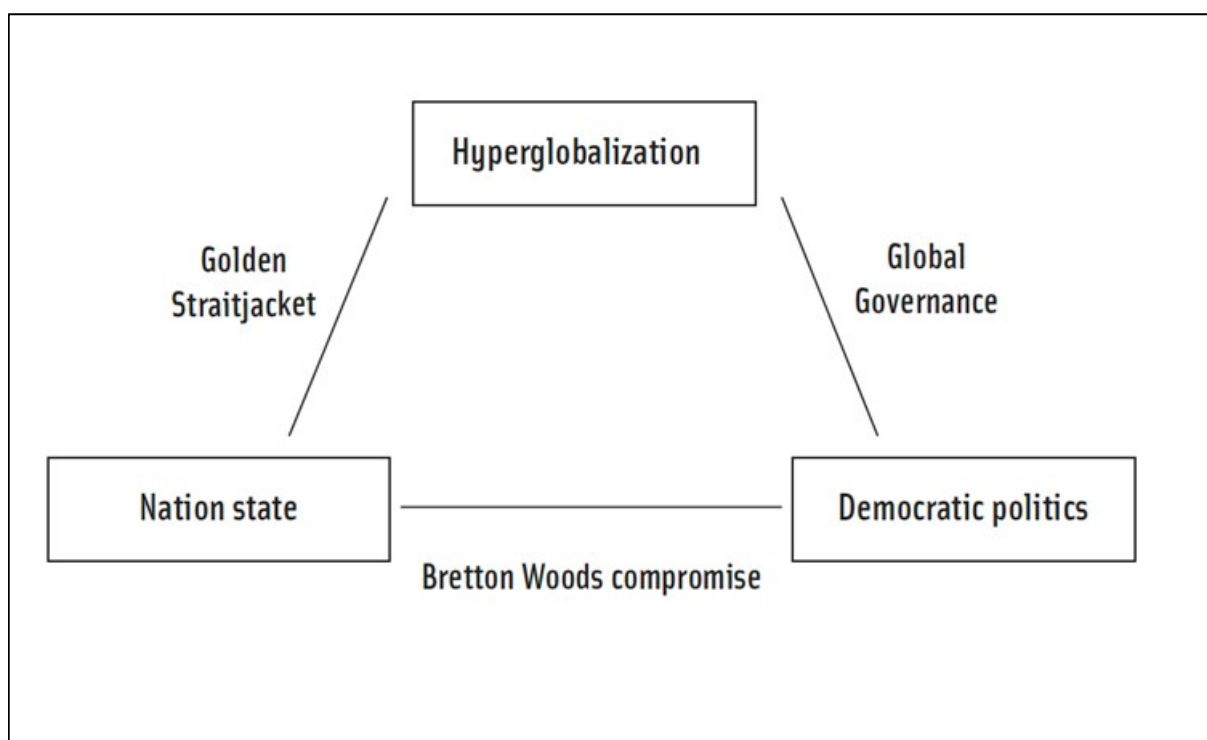 Hyperglobalization
Golden
Straitjacket
Global
Governance
Nation state
Democratic politics
Bretton Woods compromise